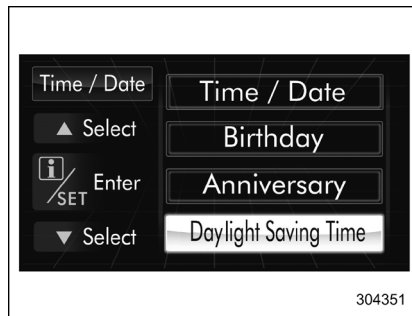 Time / Date
▲ Select
i/SET Enter
▼ Select
Time / Date
Birthday
Anniversary
Daylight Saving Time
304351